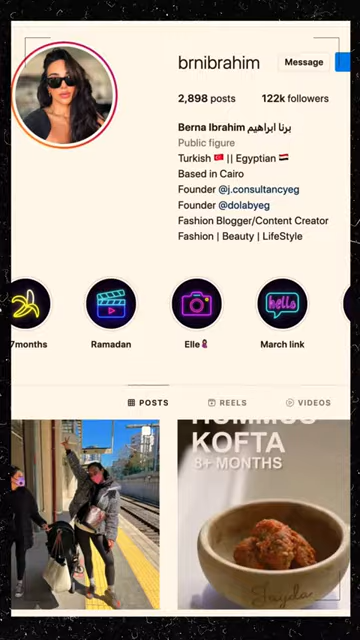 brnibrahim
Message
2,898 posts 122k followers
Berna Ibrahim برنا ابراهيم
Public figure
Turkish 🇹🇷 || Egyptian 🇪🇬
Based in Cairo
Founder @j.consultancyeg
Founder @dolabyeg
Fashion Blogger/Content Creator
Fashion | Beauty | LifeStyle
hello
7months
Ramadan
Elle
March link
POSTS
REELS
VIDEOS
HUMMUS
KOFTA
8+ MONTHS
Jayda